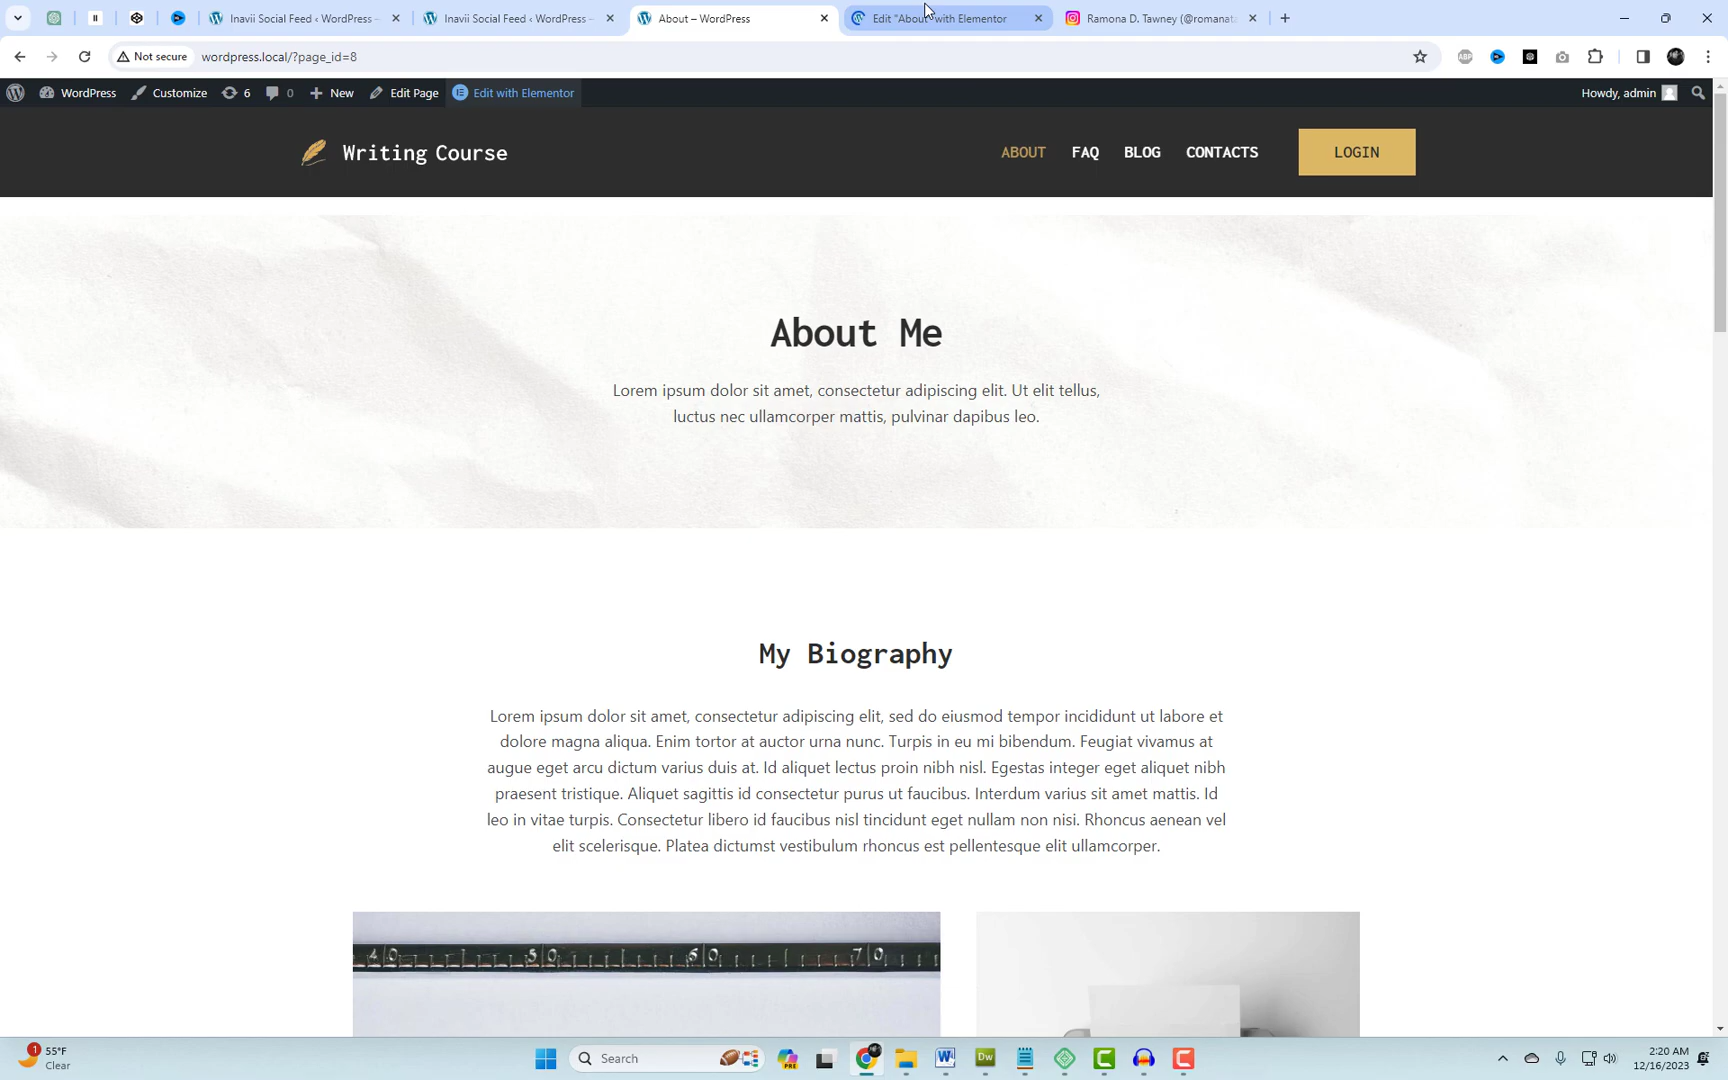 Inavii Social Feed ‹ WordPress –
Inavii Social Feed ‹ WordPress –
About – WordPress
Edit "About" with Elementor
Ramona D. Tawney (@romanata
Not secure
wordpress.local/?page_id=8
WordPress
Customize
6
0
New
Edit Page
Edit with Elementor
Howdy, admin
Writing Course
ABOUT
FAQ
BLOG
CONTACTS
LOGIN
About Me
Lorem ipsum dolor sit amet, consectetur adipiscing elit. Ut elit tellus,
luctus nec ullamcorper mattis, pulvinar dapibus leo.
My Biography
Lorem ipsum dolor sit amet, consectetur adipiscing elit, sed do eiusmod tempor incididunt ut labore et
dolore magna aliqua. Enim tortor at auctor urna nunc. Turpis in eu mi bibendum. Feugiat vivamus at
augue eget arcu dictum varius duis at. Id aliquet lectus proin nibh nisl. Egestas integer eget aliquet nibh
praesent tristique. Aliquet sagittis id consectetur purus ut faucibus. Interdum varius sit amet mattis. Id
leo in vitae turpis. Consectetur libero id faucibus nisl tincidunt eget nullam non nisi. Rhoncus aenean vel
elit scelerisque. Platea dictumst vestibulum rhoncus est pellentesque elit ullamcorper.
40 50 60 70
1
55°F
Clear
Search
PRE
Dw
2:20 AM
12/16/2023